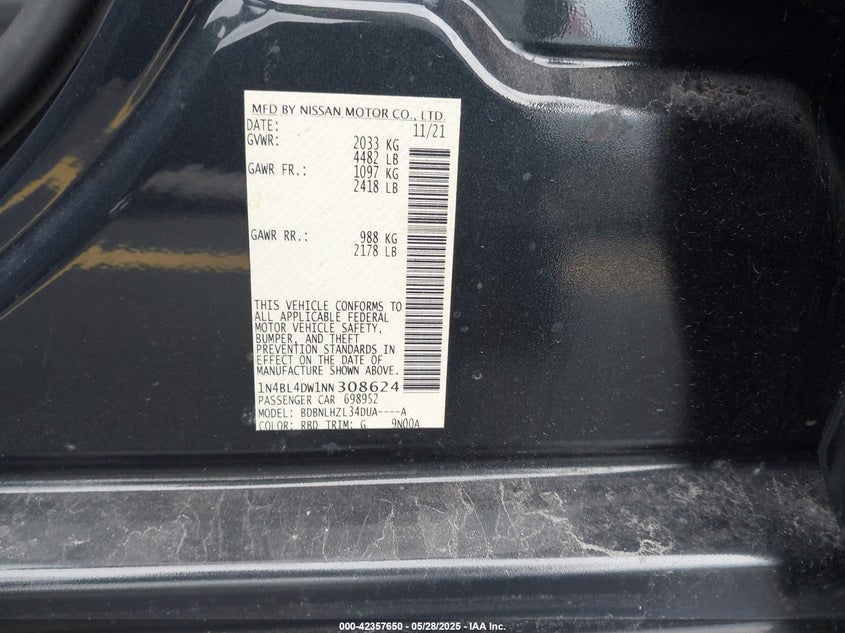 MFD BY NISSAN MOTOR CO., LTD.
DATE: 11/21
GVWR: 2033 KG
4482 LB
GAWR FR.: 1097 KG
2418 LB
GAWR RR.: 988 KG
2178 LB
THIS VEHICLE CONFORMS TO
ALL APPLICABLE FEDERAL
MOTOR VEHICLE SAFETY,
BUMPER, AND THEFT
PREVENTION STANDARDS IN
EFFECT ON THE DATE OF
MANUFACTURE SHOWN ABOVE.
1N4BL4DW1NN308624
PASSENGER CAR 698952
MODEL: BDBNLHZL34DUA----A
COLOR: RBD TRIM: G 9N00A
000-42357650 - 05/28/2025 - IAA Inc.